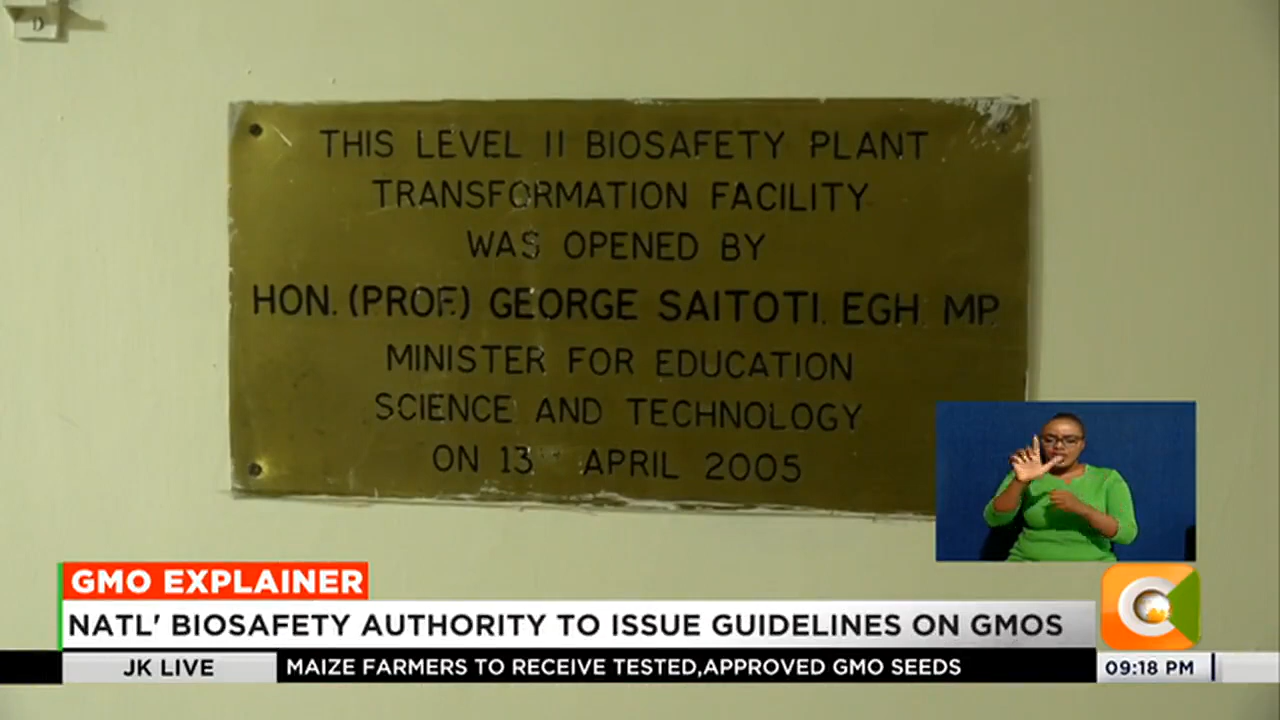 D
THIS LEVEL II BIOSAFETY PLANT
TRANSFORMATION FACILITY
WAS OPENED BY
HON. (PROF.) GEORGE SAITOTI. EGH MP.
MINISTER FOR EDUCATION
SCIENCE AND TECHNOLOGY
ON 13 APRIL 2005
GMO EXPLAINER
NATL' BIOSAFETY AUTHORITY TO ISSUE GUIDELINES ON GMOS
JK LIVE
MAIZE FARMERS TO RECEIVE TESTED,APPROVED GMO SEEDS
09:18 PM